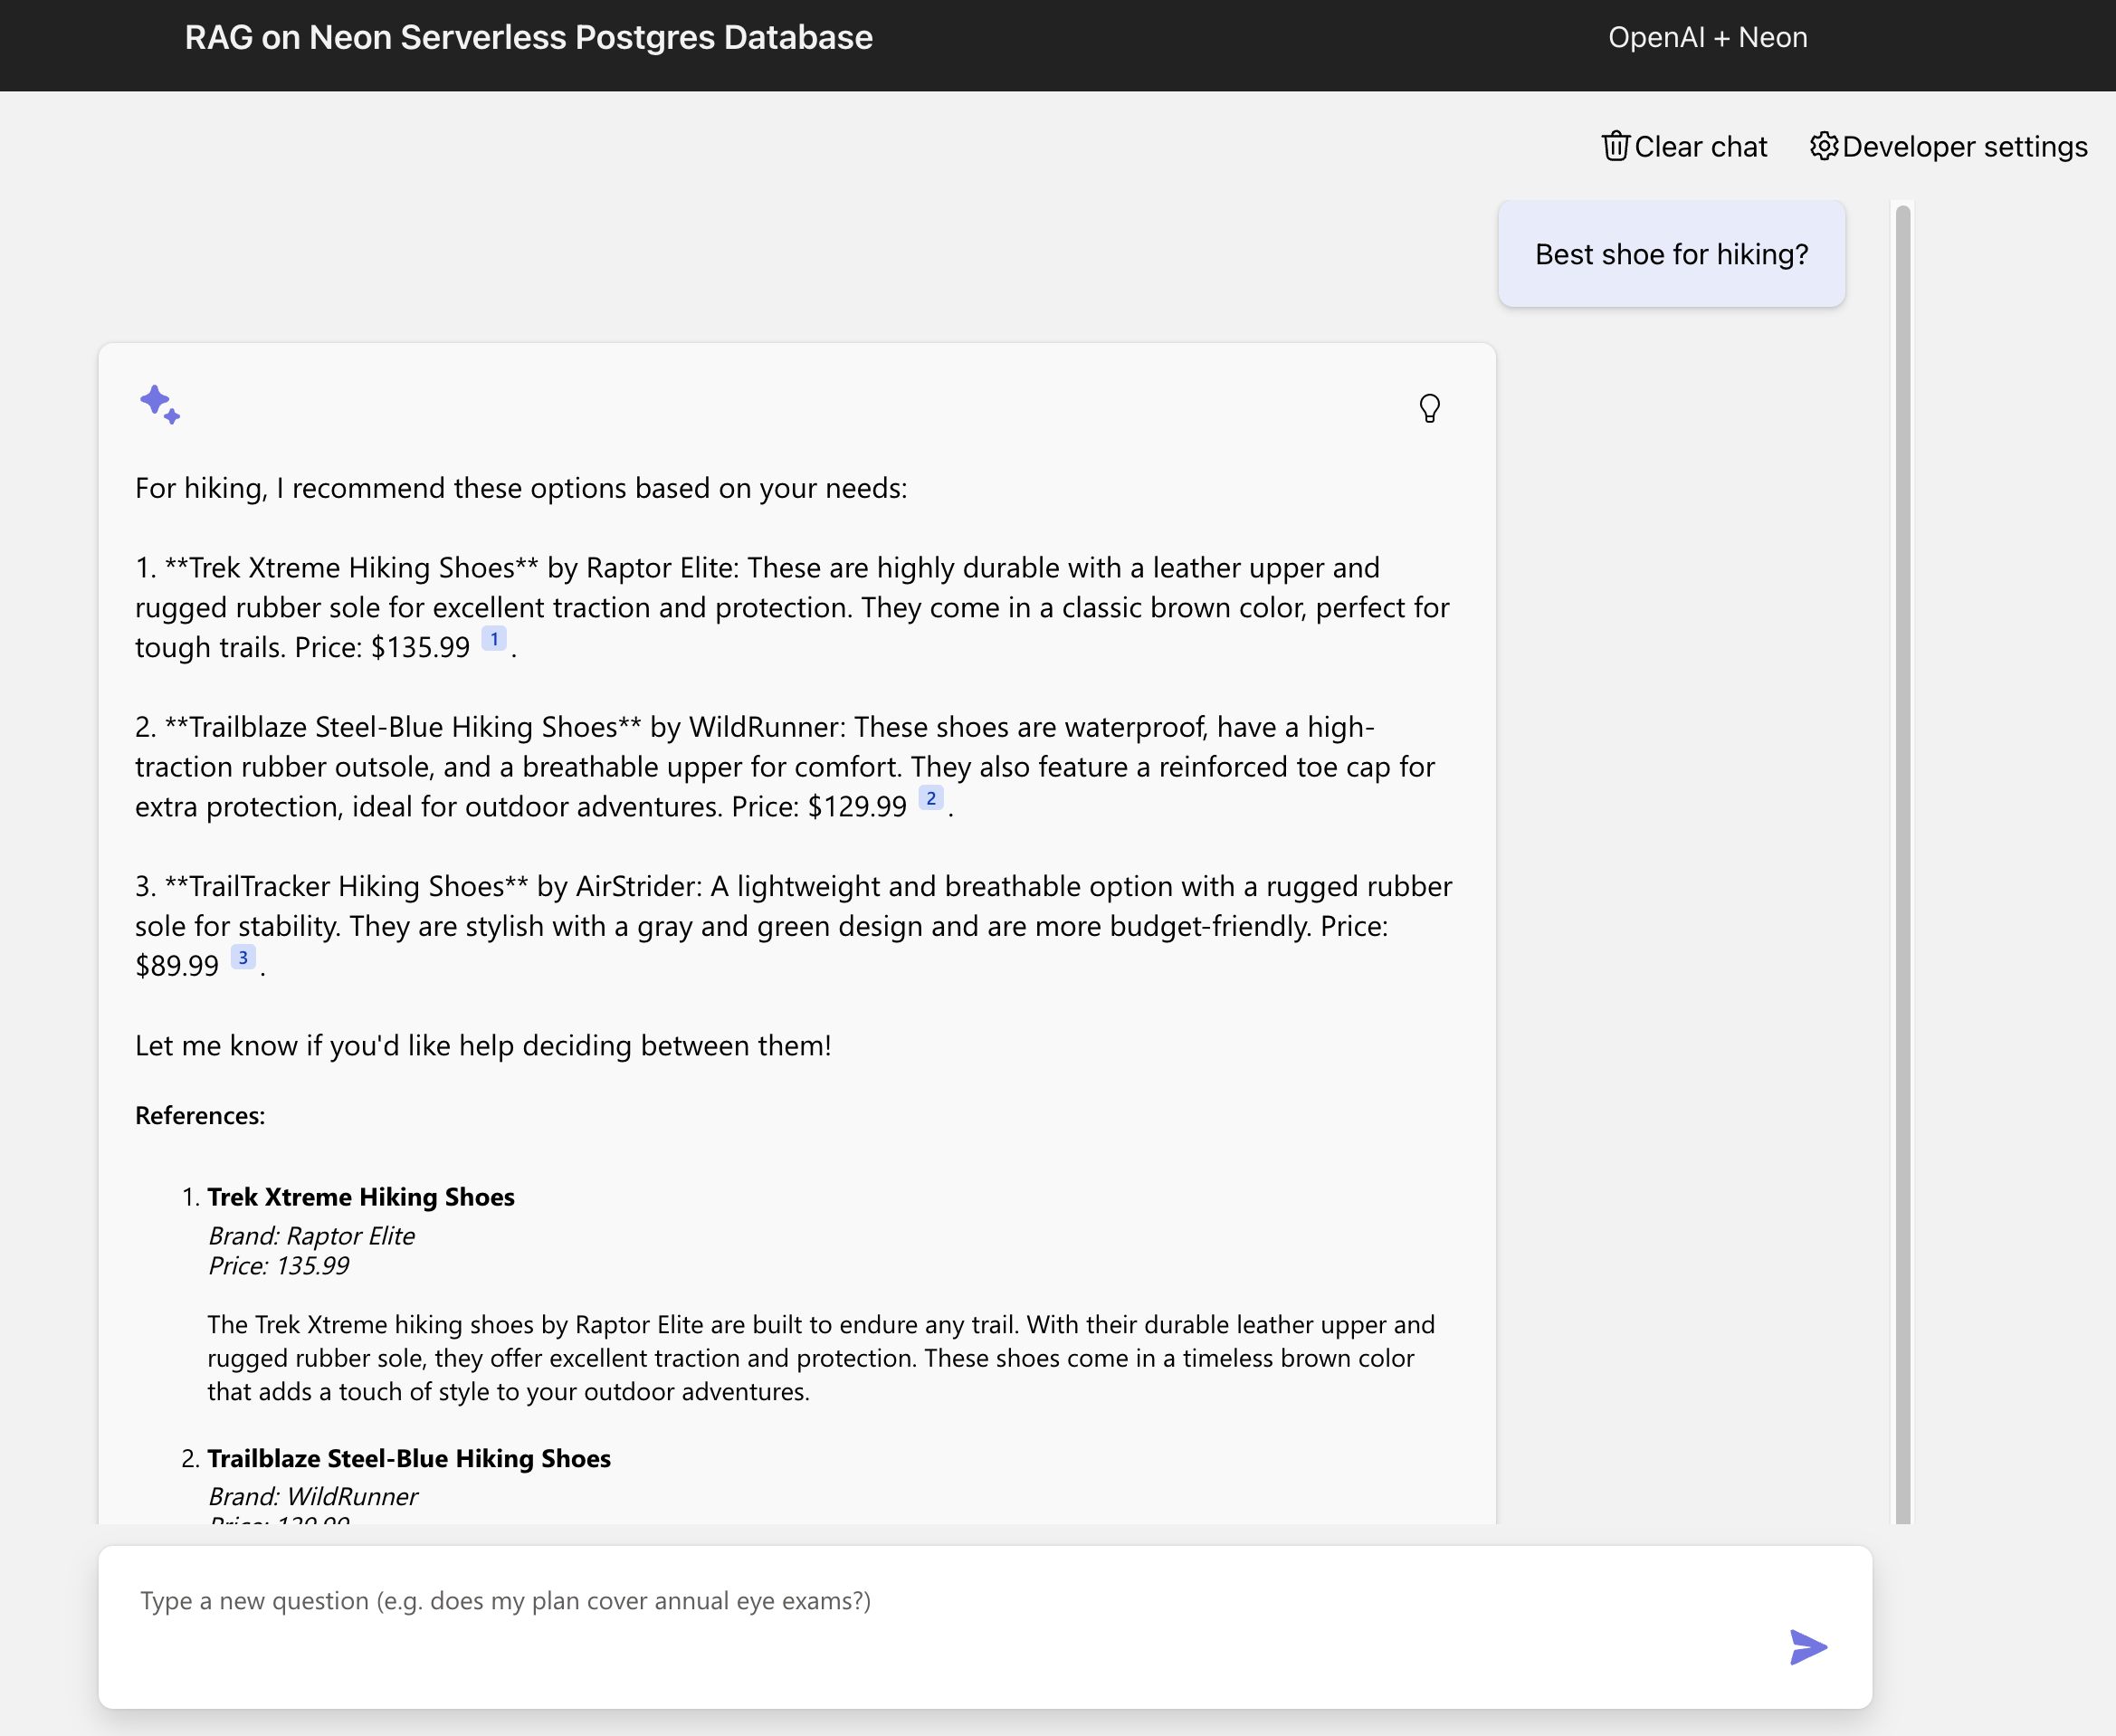 RAG on Neon Serverless Postgres Database
OpenAI + Neon
Clear chat
Developer settings
Best shoe for hiking?
For hiking, I recommend these options based on your needs:
1. **Trek Xtreme Hiking Shoes** by Raptor Elite: These are highly durable with a leather upper and
rugged rubber sole for excellent traction and protection. They come in a classic brown color, perfect for
tough trails. Price: $135.99 1 .
2. **Trailblaze Steel-Blue Hiking Shoes** by WildRunner: These shoes are waterproof, have a high-
traction rubber outsole, and a breathable upper for comfort. They also feature a reinforced toe cap for
extra protection, ideal for outdoor adventures. Price: $129.99 2 .
3. **TrailTracker Hiking Shoes** by AirStrider: A lightweight and breathable option with a rugged rubber
sole for stability. They are stylish with a gray and green design and are more budget-friendly. Price:
$89.99 3 .
Let me know if you'd like help deciding between them!
References:
1. Trek Xtreme Hiking Shoes
Brand: Raptor Elite
Price: 135.99
The Trek Xtreme hiking shoes by Raptor Elite are built to endure any trail. With their durable leather upper and
rugged rubber sole, they offer excellent traction and protection. These shoes come in a timeless brown color
that adds a touch of style to your outdoor adventures.
2. Trailblaze Steel-Blue Hiking Shoes
Brand: WildRunner
Price: 129.99
Type a new question (e.g. does my plan cover annual eye exams?)